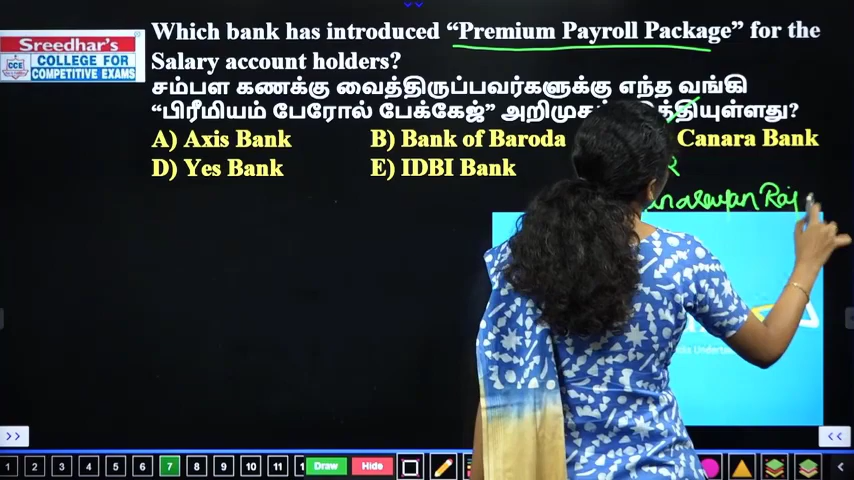 Which bank has introduced “Premium Payroll Package” for the
Sreedhar's
CCE
COLLEGE FOR
COMPETITIVE EXAMS
Salary account holders?
சம்பள கணக்கு வைத்திருப்பவர்களுக்கு எந்த வங்கி
“பிரீமியம் பேரோல் பேக்கேஜ்”
A) Axis Bank B) Bank of Baroda Canara Bank
D) Yes Bank E) IDBI Bank
Raj
>> <<
1 2 3 4 5 6 7 8 9 10 11 Draw Hide